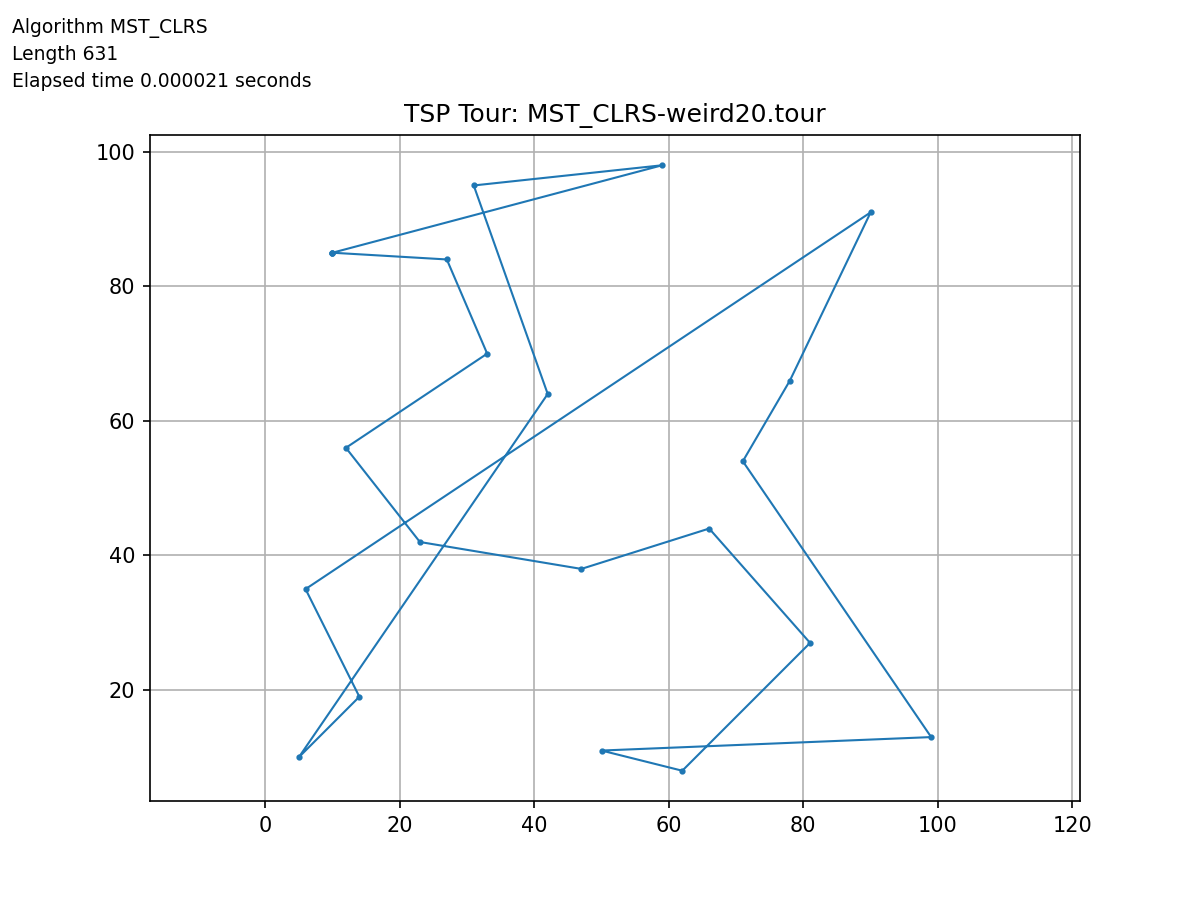 Algorithm MST_CLRS
Length 631
Elapsed time 0.000021 seconds
TSP Tour: MST_CLRS-weird20.tour
100
80
60
40
20
0 20 40 60 80 100 120